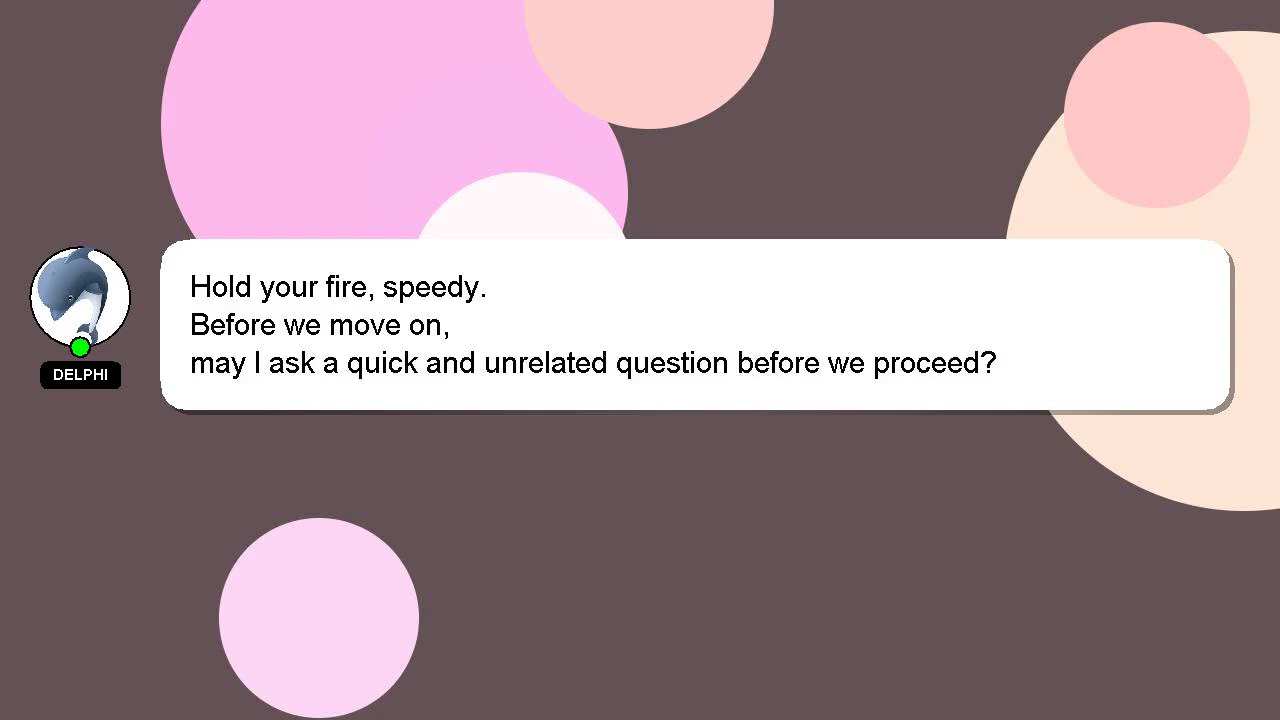 Hold your fire, speedy.
Before we move on,
may I ask a quick and unrelated question before we proceed?
DELPHI